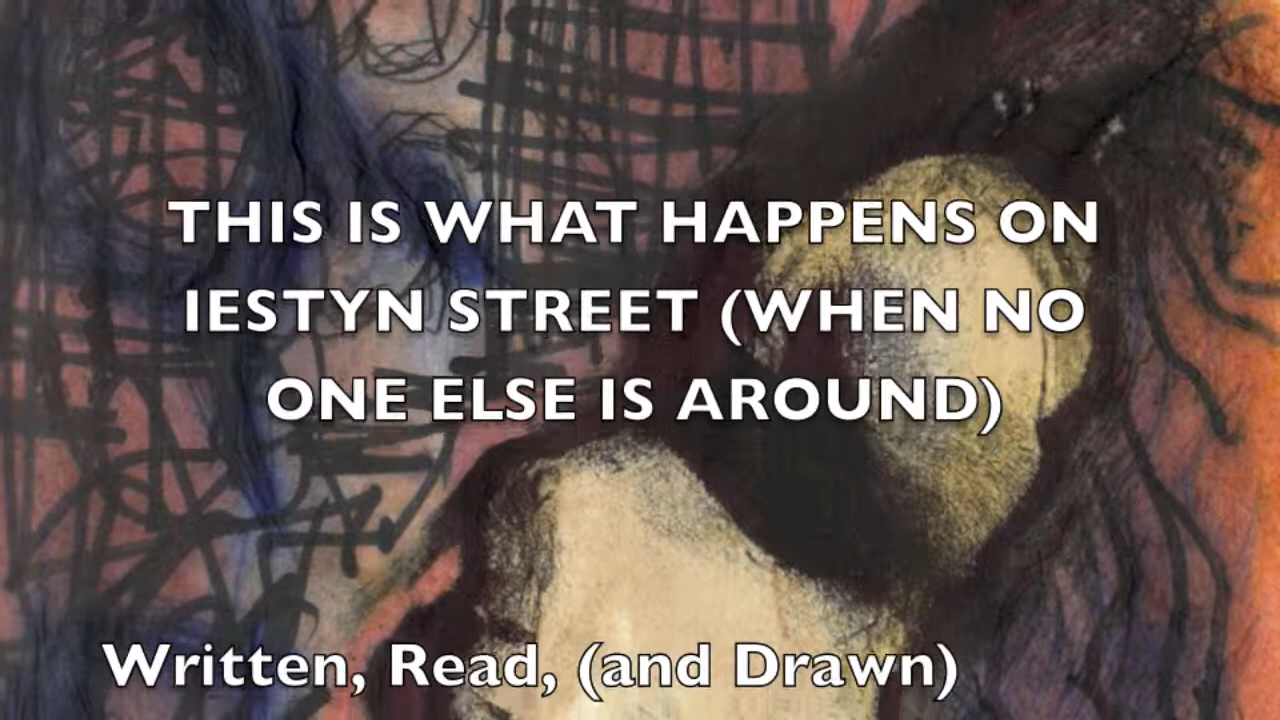 THIS IS WHAT HAPPENS ON
IESTYN STREET (WHEN NO
ONE ELSE IS AROUND)
Written, Read, (and Drawn)